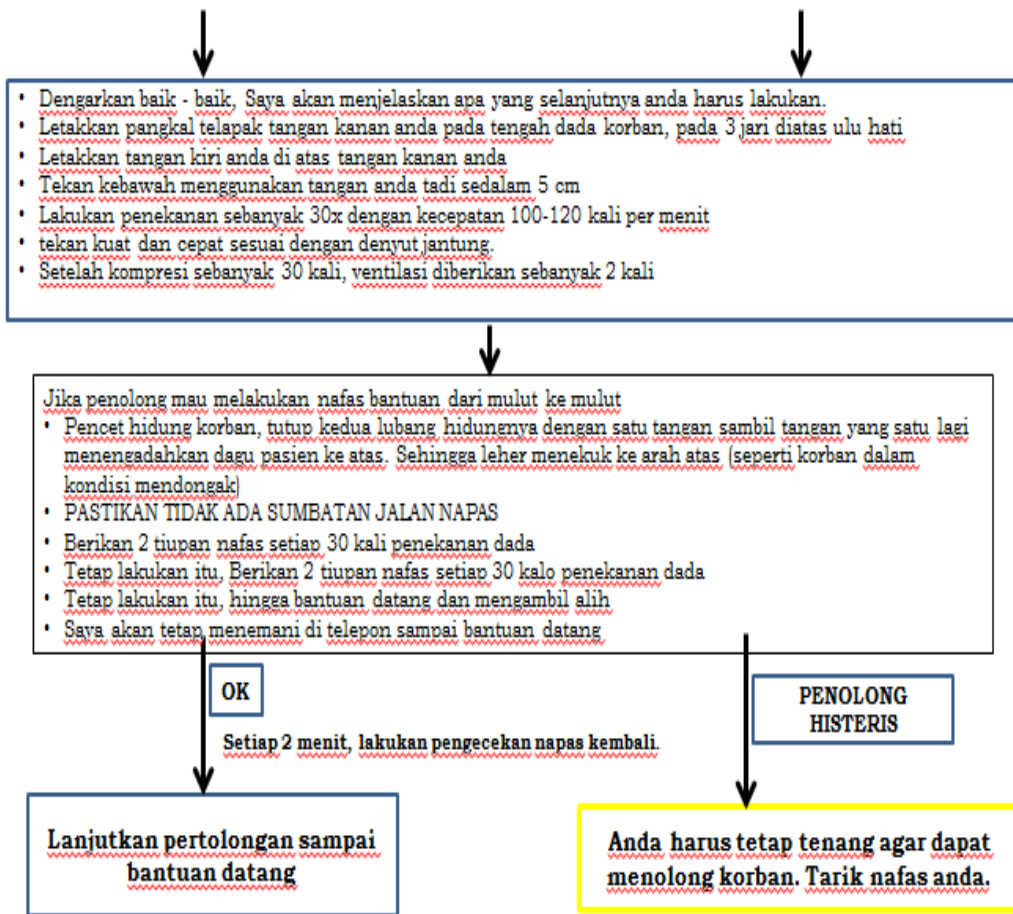 • Dengarkan baik - baik, Saya akan menjelaskan apa yang selanjutnya anda harus lakukan.
• Letakkan pangkal telapak tangan kanan anda pada tengah dada korban, pada 3 jari diatas ulu hati
• Letakkan tangan kiri anda di atas tangan kanan anda
• Tekan kebawah menggunakan tangan anda tadi sedalam 5 cm
• Lakukan penekanan sebanyak 30x dengan kecepatan 100-120 kali per menit
• tekan kuat dan cepat sesuai dengan denyut jantung.
• Setelah kompresi sebanyak 30 kali, ventilasi diberikan sebanyak 2 kali
Jika penolong mau melakukan nafas bantuan dari mulut ke mulut
• Pencet hidung korban, tutup kedua lubang hidungnya dengan satu tangan sambil tangan yang satu lagi
menengadahkan dagu pasien ke atas. Sehingga leher menekuk ke arah atas (seperti korban dalam
kondisi mendongak)
• PASTIKAN TIDAK ADA SUMBATAN JALAN NAPAS
• Berikan 2 tiupan nafas setiap 30 kali penekanan dada
• Tetap lakukan itu, Berikan 2 tiupan nafas setiap 30 kalo penekanan dada
• Tetap lakukan itu, hingga bantuan datang dan mengambil alih
• Saya akan tetap menemani di telepon sampai bantuan datang
OK
PENOLONG
HISTERIS
Setiap 2 menit, lakukan pengecekan napas kembali.
Lanjutkan pertolongan sampai
bantuan datang
Anda harus tetap tenang agar dapat
menolong korban. Tarik nafas anda.